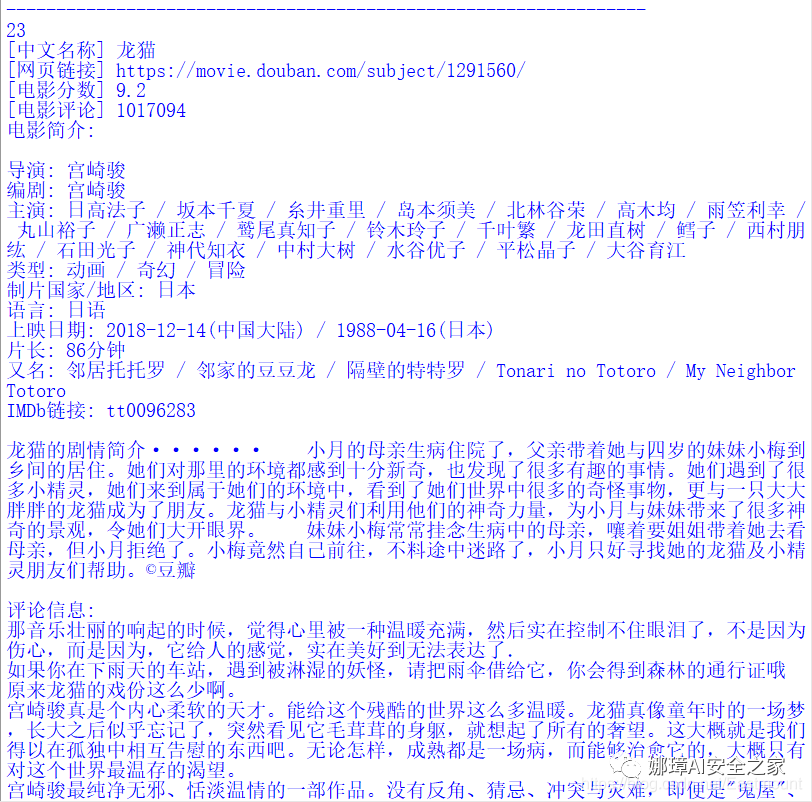 ----------------------------------------------------------------
23
[中文名称] 龙猫
[网页链接] https://movie.douban.com/subject/1291560/
[电影分数] 9.2
[电影评论] 1017094
电影简介:
导演: 宫崎骏
编剧: 宫崎骏
主演: 日高法子 / 坂本千夏 / 糸井重里 / 岛本须美 / 北林谷荣 / 高木均 / 雨笠利幸 /
丸山裕子 / 广濑正志 / 鹫尾真知子 / 铃木玲子 / 千叶繁 / 龙田直树 / 鳕子 / 西村朋
纮 / 石田光子 / 神代知衣 / 中村大树 / 水谷优子 / 平松晶子 / 大谷育江
类型: 动画 / 奇幻 / 冒险
制片国家/地区: 日本
语言: 日语
上映日期: 2018-12-14(中国大陆) / 1988-04-16(日本)
片长: 86分钟
又名: 邻居托托罗 / 邻家的豆豆龙 / 隔壁的特特罗 / Tonari no Totoro / My Neighbor
Totoro
IMDb链接: tt0096283
龙猫的剧情简介 · · · · · · 小月的母亲生病住院了，父亲带着她与四岁的妹妹小梅到
乡间的居住。她们对那里的环境都感到十分新奇，也发现了很多有趣的事情。她们遇到了很
多小精灵，她们来到属于她们的环境中，看到了她们世界中很多的奇怪事物，更与一只大大
胖胖的龙猫成为了朋友。龙猫与小精灵们利用他们的神奇力量，为小月与妹妹带来了很多神
奇的景观，令她们大开眼界。 妹妹小梅常常挂念生病中的母亲，嚷着要姐姐带着她去看
母亲，但小月拒绝了。小梅竟然自己前往，不料途中迷路了，小月只好寻找她的龙猫及小精
灵朋友们帮助。©豆瓣
评论信息:
那音乐壮丽的响起的时候，觉得心里被一种温暖充满，然后实在控制不住眼泪了，不是因为
伤心，而是因为，它给人的感觉，实在美好到无法表达了.
如果你在下雨天的车站，遇到被淋湿的妖怪，请把雨伞借给它，你会得到森林的通行证哦
原来龙猫的戏份这么少啊。
宫崎骏真是个内心柔软的天才。能给这个残酷的世界这么多温暖。龙猫真像童年时的一场梦
，长大之后似乎忘记了，突然看见它毛茸茸的身躯，就想起了所有的奢望。这大概就是我们
得以在孤独中相互告慰的东西吧。无论怎样，成熟都是一场病，而能够治愈它的，大概只有
对这个世界最温存的渴望。
宫崎骏最纯净无邪、恬淡温情的一部作品。没有反角、猜忌、冲突与灾难，即便是"鬼屋"、
娜璋AI安全之家